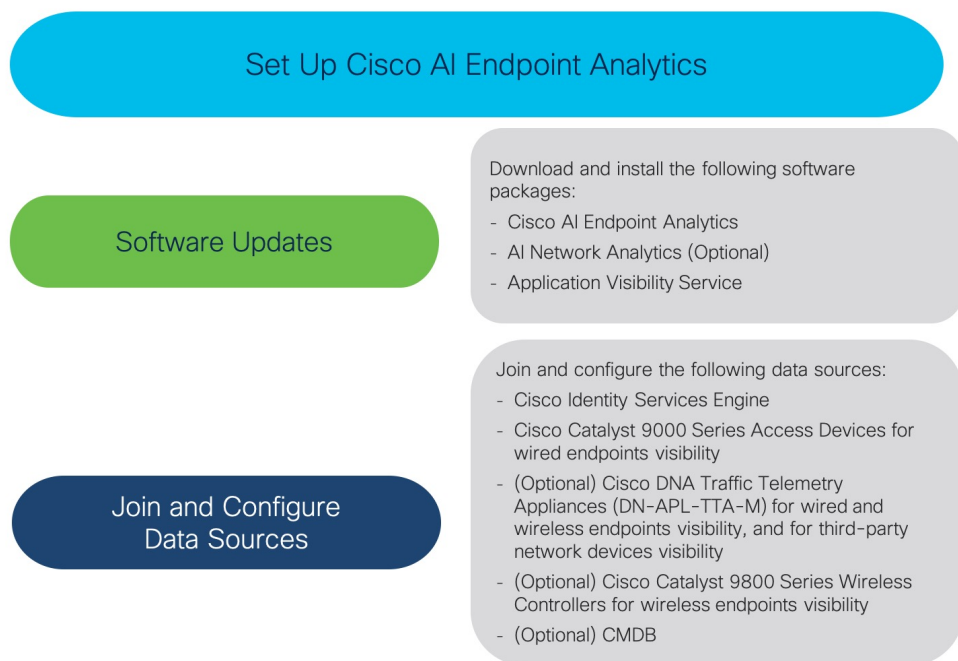 Set Up Cisco AI Endpoint Analytics
Software Updates
Download and install the following software
packages:
- Cisco AI Endpoint Analytics
- AI Network Analytics (Optional)
- Application Visibility Service
Join and Configure
Data Sources
Join and configure the following data sources:
- Cisco Identity Services Engine
- Cisco Catalyst 9000 Series Access Devices for
wired endpoints visibility
- (Optional) Cisco DNA Traffic Telemetry
Appliances (DN-APL-TTA-M) for wired and
wireless endpoints visibility, and for third-party
network devices visibility
- (Optional) Cisco Catalyst 9800 Series Wireless
Controllers for wireless endpoints visibility
- (Optional) CMDB